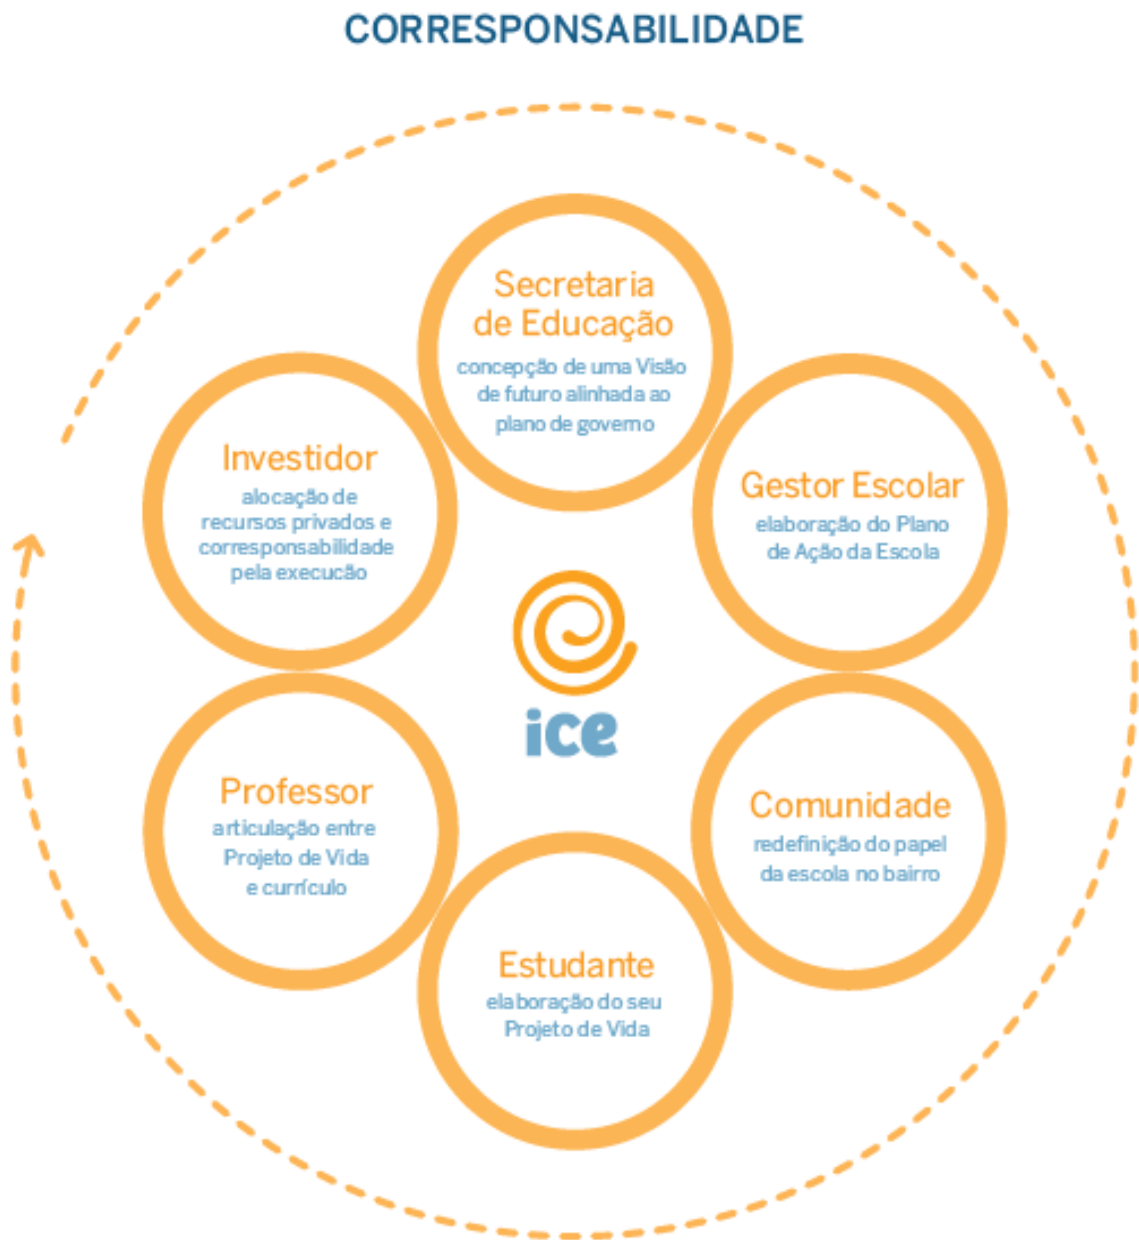 CORRESPONSABILIDADE
Secretaria
de Educação
concepção de uma Visão
de futuro alinhada ao
plano de governo
Gestor Escolar
elaboração do Plano
de Ação da Escola
Comunidade
redefinição do papel
da escola no bairro
Estudante
elaboração do seu
Projeto de Vida
Professor
articulação entre
Projeto de Vida
e currículo
Investidor
alocação de
recursos privados e
corresponsabilidade
pela execucão
ice